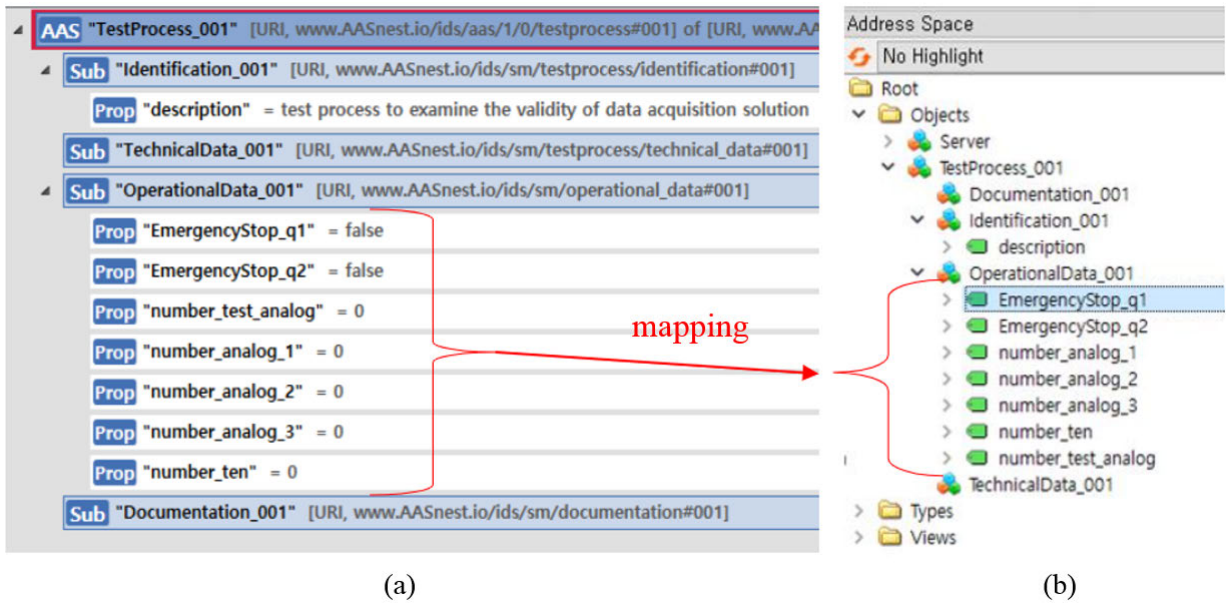 AAS "TestProcess_001" [URI, www.AASnest.io/ids/aas/1/0/testprocess#001] of [URI, www.AA
Sub "Identification_001" [URI, www.AASnest.io/ids/sm/testprocess/identification#001]
Prop "description" = test process to examine the validity of data acquisition solution
Sub "TechnicalData_001" [URI, www.AASnest.io/ids/sm/testprocess/technical_data#001]
Sub "OperationalData_001" [URI, www.AASnest.io/ids/sm/operational_data#001]
Prop "EmergencyStop_q1" = false
Prop "EmergencyStop_q2" = false
Prop "number_test_analog" = 0
Prop "number_analog_1" = 0
Prop "number_analog_2" = 0
Prop "number_analog_3" = 0
Prop "number_ten" = 0
Sub "Documentation_001" [URI, www.AASnest.io/ids/sm/documentation#001]
mapping
Address Space
No Highlight
Root
Objects
Server
TestProcess_001
Documentation_001
Identification_001
description
OperationalData_001
EmergencyStop_q1
EmergencyStop_q2
number_analog_1
number_analog_2
number_analog_3
number_ten
number_test_analog
TechnicalData_001
Types
Views
(a)
(b)